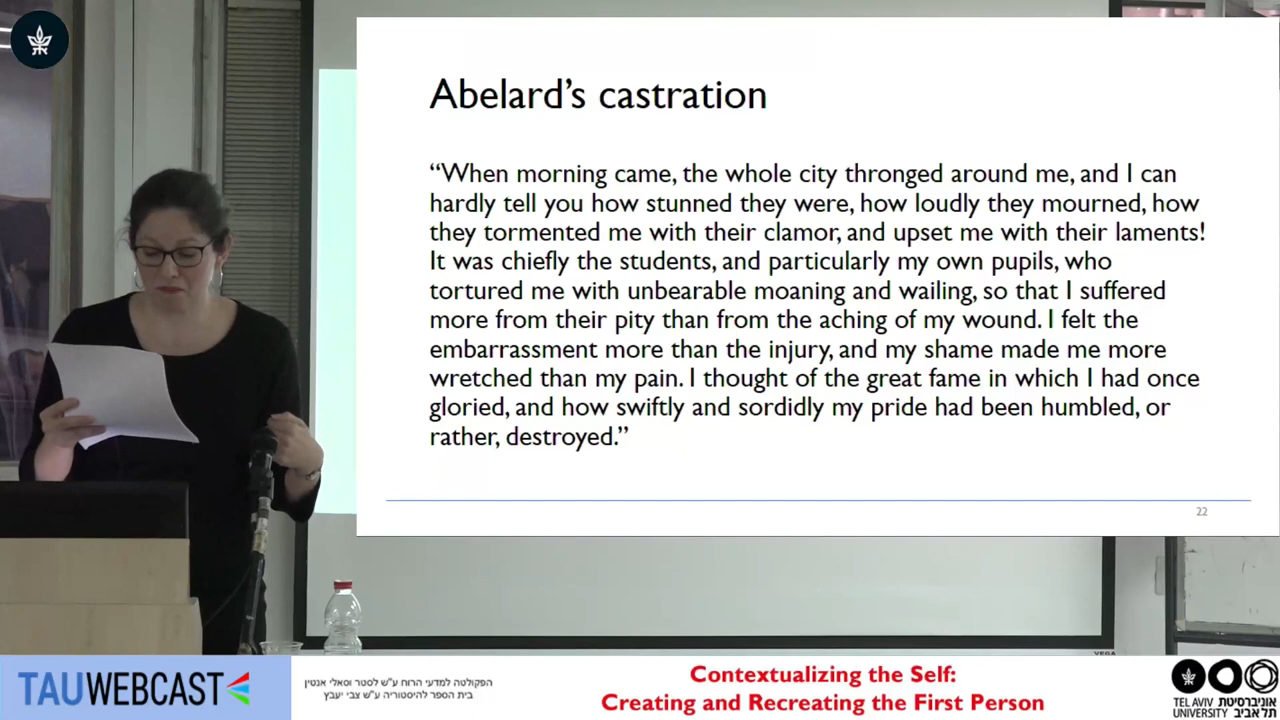 Abelard’s castration
“When morning came, the whole city thronged around me, and I can
hardly tell you how stunned they were, how loudly they mourned, how
they tormented me with their clamor, and upset me with their laments!
It was chiefly the students, and particularly my own pupils, who
tortured me with unbearable moaning and wailing, so that I suffered
more from their pity than from the aching of my wound. I felt the
embarrassment more than the injury, and my shame made me more
wretched than my pain. I thought of the great fame in which I had once
gloried, and how swiftly and sordidly my pride had been humbled, or
rather, destroyed.”
22
VEGA
TAUWEBCAST
הפקולטה למדעי הרוח ע"ש לסטר וסאלי אנטין
בית הספר להיסטוריה ע"ש צבי יעבץ
Contextualizing the Self:
Creating and Recreating the First Person
TEL AVIV אוניברסיטת
UNIVERSITY תל אביב